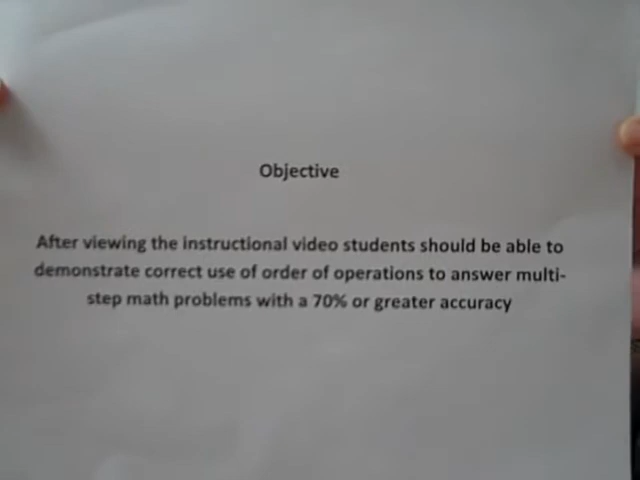 Objective
After viewing the instructional video students should be able to
demonstrate correct use of order of operations to answer multi-
step math problems with a 70% or greater accuracy